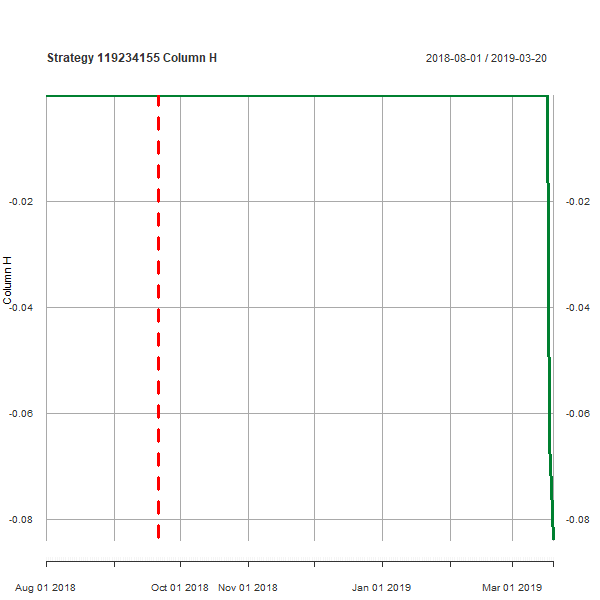 Strategy 119234155 Column H
2018-08-01 / 2019-03-20
-0.02
-0.04
-0.06
-0.08
Column H
-0.02
-0.04
-0.06
-0.08
Aug 01 2018
Oct 01 2018
Nov 01 2018
Jan 01 2019
Mar 01 2019